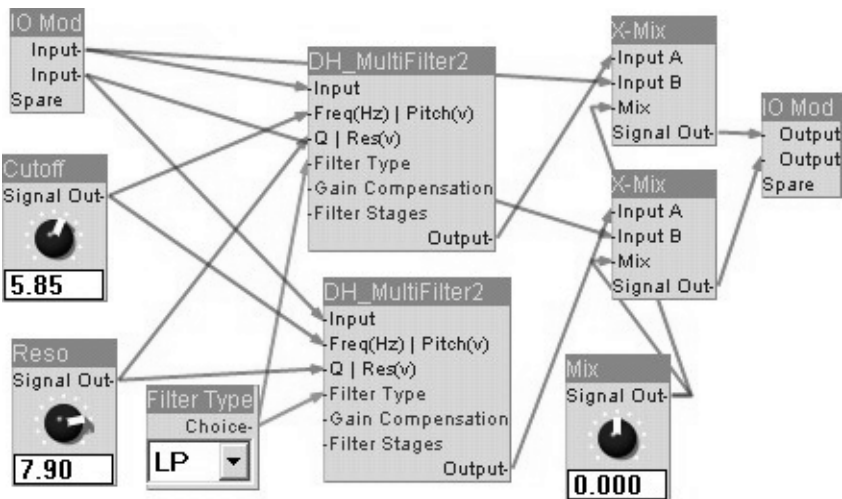 IO Mod
Input
Input
Spare
Cutoff
Signal Out
5.85
Reso
Signal Out
7.90
Filter Type
Choice
LP
DH_MultiFilter2
Input
Freq(Hz) | Pitch(v)
Q | Res(v)
Filter Type
Gain Compensation
Filter Stages
Output
DH_MultiFilter2
Input
Freq(Hz) | Pitch(v)
Q | Res(v)
Filter Type
Gain Compensation
Filter Stages
Output
X-Mix
Input A
Input B
Mix
Signal Out
X-Mix
Input A
Input B
Mix
Signal Out
Mix
Signal Out
0.000
IO Mod
Output
Output
Spare